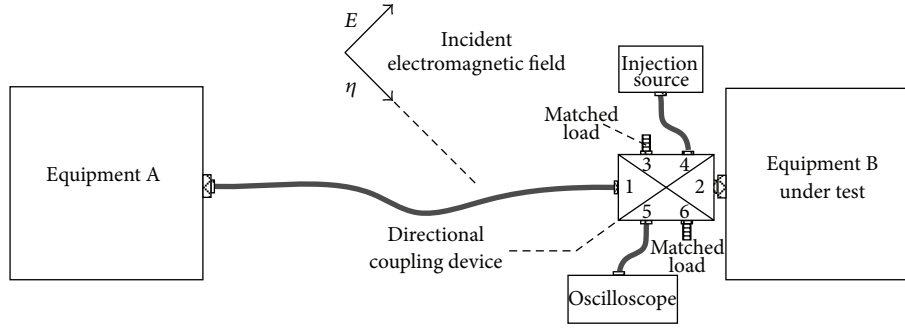 E
η
Incident
electromagnetic field
Injection
source
Matched
load
Equipment A
3
4
1
2
5
6
Equipment B
under test
Directional
coupling device
Matched
load
Oscilloscope